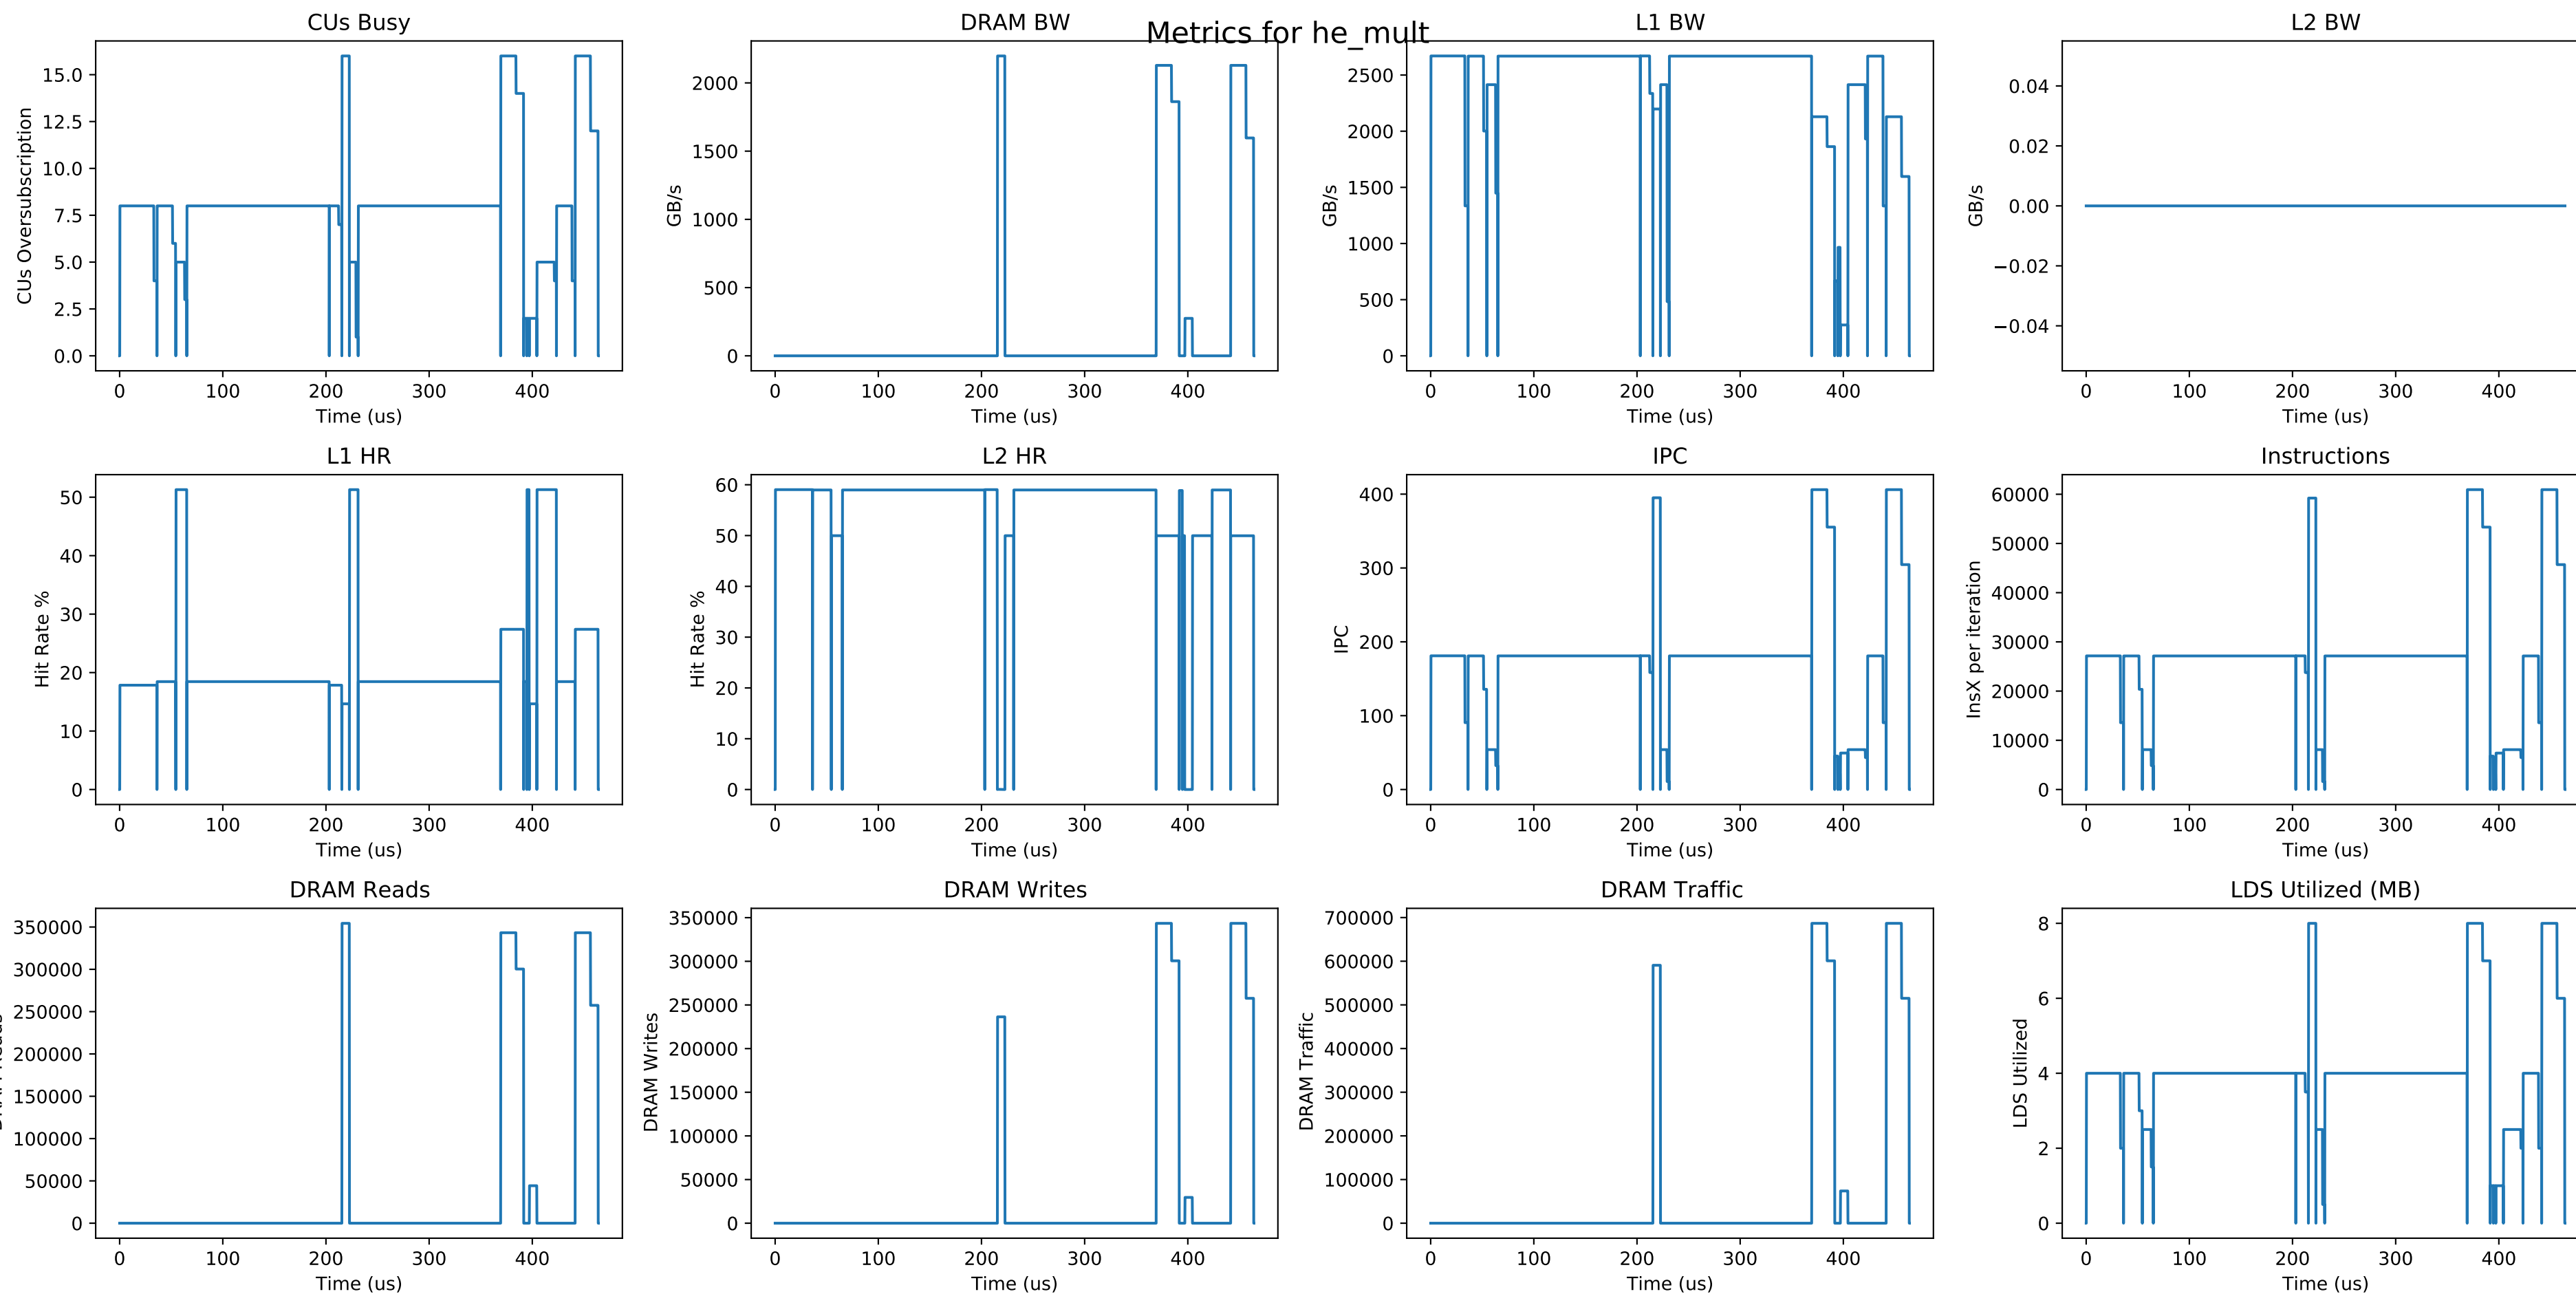 Metrics for he_mult
CUs Busy
CUs Oversubscription
15.0
12.5
10.0
7.5
5.0
2.5
0.0
0 100 200 300 400
Time (us)
DRAM BW
GB/s
2000
1500
1000
500
0
0 100 200 300 400
Time (us)
L1 BW
GB/s
2500
2000
1500
1000
500
0
0 100 200 300 400
Time (us)
L2 BW
GB/s
0.04
0.02
0.00
−0.02
−0.04
0 100 200 300 400
Time (us)
L1 HR
Hit Rate %
50
40
30
20
10
0
0 100 200 300 400
Time (us)
L2 HR
Hit Rate %
60
50
40
30
20
10
0
0 100 200 300 400
Time (us)
IPC
IPC
400
300
200
100
0
0 100 200 300 400
Time (us)
Instructions
InsX per iteration
60000
50000
40000
30000
20000
10000
0
0 100 200 300 400
Time (us)
DRAM Reads
350000
300000
250000
200000
150000
100000
50000
0
0 100 200 300 400
Time (us)
DRAM Writes
DRAM Writes
350000
300000
250000
200000
150000
100000
50000
0
0 100 200 300 400
Time (us)
DRAM Traffic
DRAM Traffic
700000
600000
500000
400000
300000
200000
100000
0
0 100 200 300 400
Time (us)
LDS Utilized (MB)
LDS Utilized
8
6
4
2
0
0 100 200 300 400
Time (us)